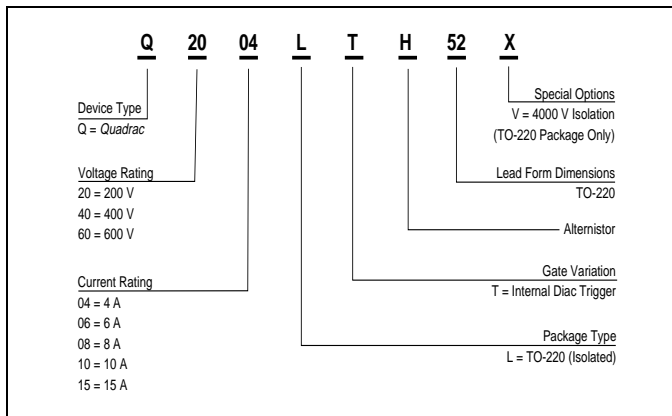 Q 20 04 L T H 52 X
Device Type
Q = Quadrac
Voltage Rating
20 = 200 V
40 = 400 V
60 = 600 V
Current Rating
04 = 4 A
06 = 6 A
08 = 8 A
10 = 10 A
15 = 15 A
Special Options
V = 4000 V Isolation
(TO-220 Package Only)
Lead Form Dimensions
TO-220
Alternistor
Gate Variation
T = Internal Diac Trigger
Package Type
L = TO-220 (Isolated)